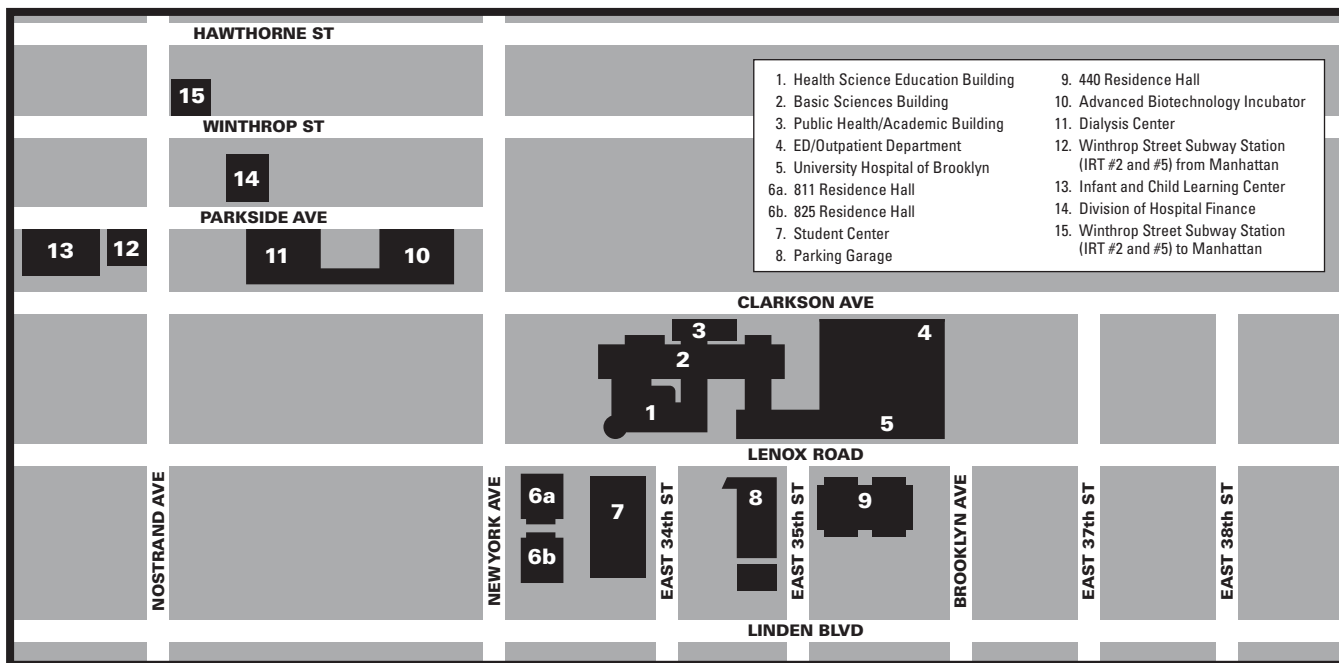 HAWTHORNE ST
15
WINTHROP ST
14
PARKSIDE AVE
13
12
11
10
1. Health Science Education Building
2. Basic Sciences Building
3. Public Health/Academic Building
4. ED/Outpatient Department
5. University Hospital of Brooklyn
6a. 811 Residence Hall
6b. 825 Residence Hall
7. Student Center
8. Parking Garage
9. 440 Residence Hall
10. Advanced Biotechnology Incubator
11. Dialysis Center
12. Winthrop Street Subway Station
(IRT #2 and #5) from Manhattan
13. Infant and Child Learning Center
14. Division of Hospital Finance
15. Winthrop Street Subway Station
(IRT #2 and #5) to Manhattan
CLARKSON AVE
3
4
2
1
5
LENOX ROAD
NOSTRAND AVE
NEW YORK AVE
6a
6b
7
EAST 34th ST
8
EAST 35th ST
9
BROOKLYN AVE
EAST 37th ST
EAST 38th ST
LINDEN BLVD